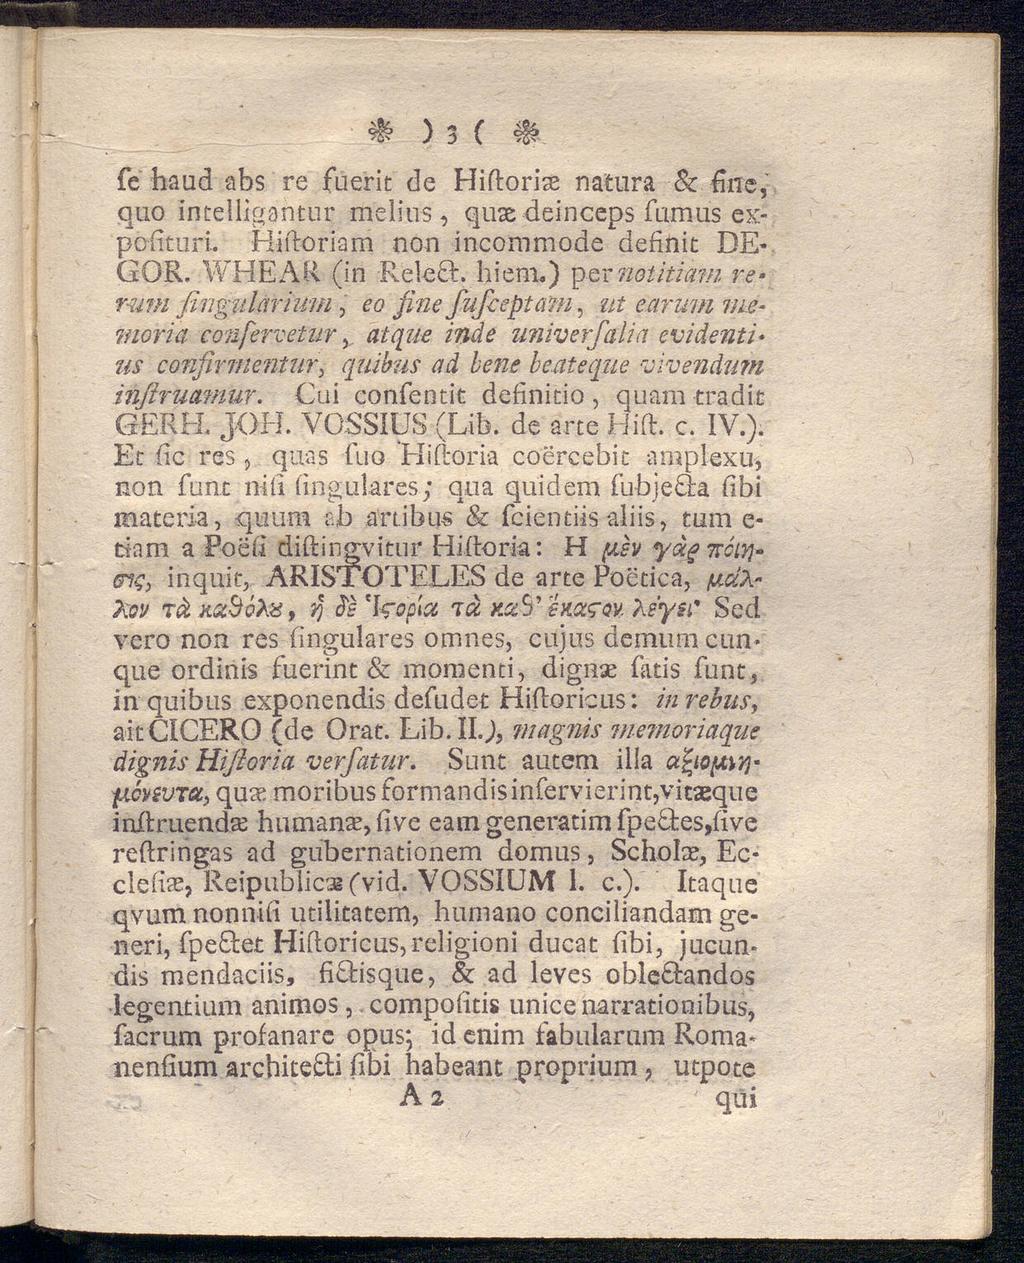 ❉ ) 3 ( ❉
ſe haud abs re fuerit de Hiſtoriæ natura & fine,
quo intelligantur melius, quæ deinceps ſumus ex-
poſituri. Hiſtoriam non incommode definit DE-
GOR. WHEAR (in Relect. hiem.) per notitiam re-
rum ſingularium, eo fine ſuſceptam, ut earum me-
moria conſervetur, atque inde univerſalia evidenti-
us confirmentur, quibus ad bene beateque vivendum
inſtruamur. Cui conſentit definitio, quam tradit
GERH. JOH. VOSSIUS (Lib. de arte Hiſt. c. IV.).
Et ſic res, quas ſuo Hiſtoria coërcebit amplexu,
non ſunt niſi ſingulares; qua quidem ſubjecta ſibi
materia, quum ab artibus & ſcientiis aliis, tum e-
tiam a Poëſi diſtingvitur Hiſtoria: Η μὲν γὰρ πόιη-
σις, inquit, ARISTOTELES de arte Poëtica, μάλ-
λον τὰ καθόλȣ, ἡ δὲ Ἱϛορία τὰ καθ' ἕκαϛον λέγει· Sed
vero non res ſingulares omnes, cujus demum cun-
que ordinis fuerint & momenti, dignæ ſatis ſunt,
in quibus exponendis deſudet Hiſtoricus: in rebus,
ait CICERO (de Orat. Lib. II.), magnis memoriaque
dignis Hiſtoria verſatur. Sunt autem illa αξιομνη-
μόνευτα, quæ moribus formandis inſervierint, vitæque
inſtruendæ humanæ, ſive eam generatim ſpectes, ſive
reſtringas ad gubernationem domus, Scholæ, Ec-
cleſiæ, Reipublicæ (vid. VOSSIUM l. c.). Itaque
qvum nonniſi utilitatem, humano conciliandam ge-
neri, ſpectet Hiſtoricus, religioni ducat ſibi, jucun-
dis mendaciis, fictisque, & ad leves oblectandos
legentium animos, compoſitis unice narrationibus,
ſacrum profanare opus; id enim fabularum Roma-
nenſium architecti ſibi habeant proprium, utpote
A 2 qui